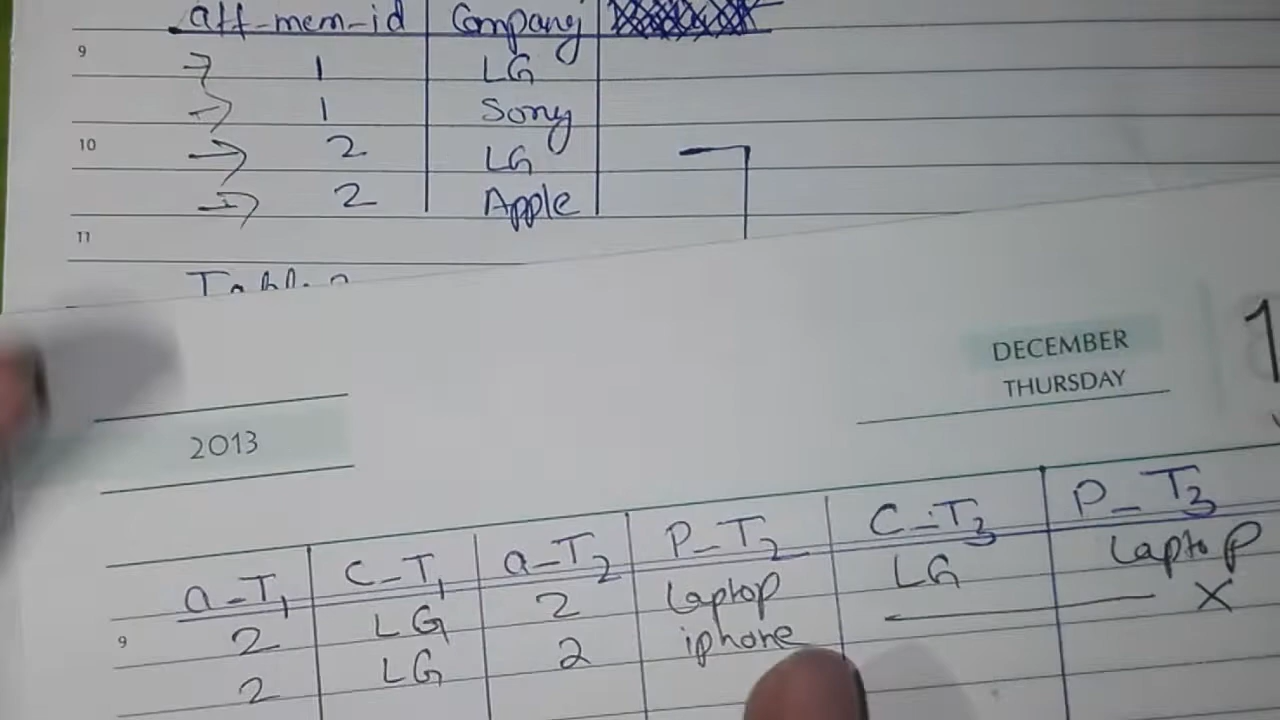 aff-mem-id Company
9
→ 1 LG
→ 1 Sony
10
→ 2 LG
→ 2 Apple
11
DECEMBER
THURSDAY
2013
a-T1 C-T1 a-T2 P-T2 C-T3 P-T3
9
2 LG 2 Laptop LG Laptop
2 LG 2 iphone — X